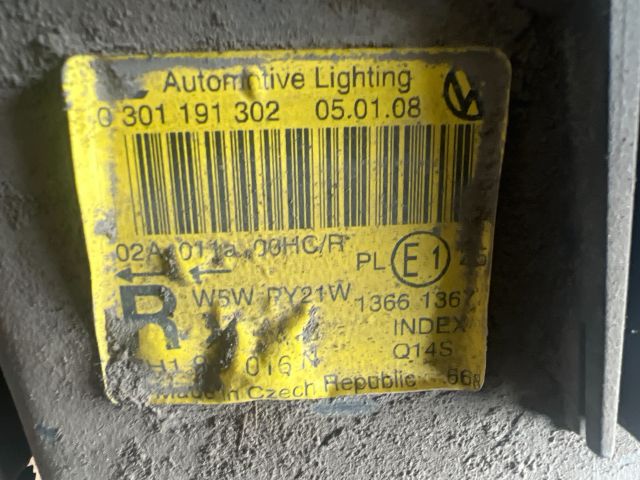 Automotive Lighting
0 301 191 302 05.01.08
02A 011a 00HC/R PL E1
R W5W PY21W 1366 1367
INDEX
016 Q14S
Made in Czech Republic